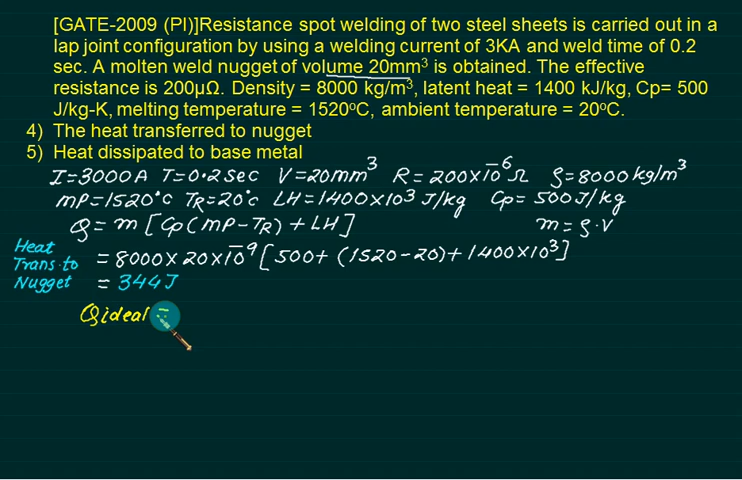 [GATE-2009 (PI)]Resistance spot welding of two steel sheets is carried out in a
lap joint configuration by using a welding current of 3KA and weld time of 0.2
sec. A molten weld nugget of volume 20mm³ is obtained. The effective
resistance is 200µΩ. Density = 8000 kg/m³, latent heat = 1400 kJ/kg, Cp= 500
J/kg-K, melting temperature = 1520⁰C, ambient temperature = 20⁰C.
4) The heat transferred to nugget
5) Heat dissipated to base metal
I=3000A T=0.2sec V=20mm³ R=200×10⁻⁶Ω ρ=8000kg/m³
mP=1520°C TR=20°C LH=1400×10³ J/kg Cp=500J/kg
Q=m[Cp(mP-TR)+LH] m=ρ.V
Heat
Trans.to =8000×20×10⁻⁹[500+(1520-20)+1400×10³]
Nugget =344J
Qideal =